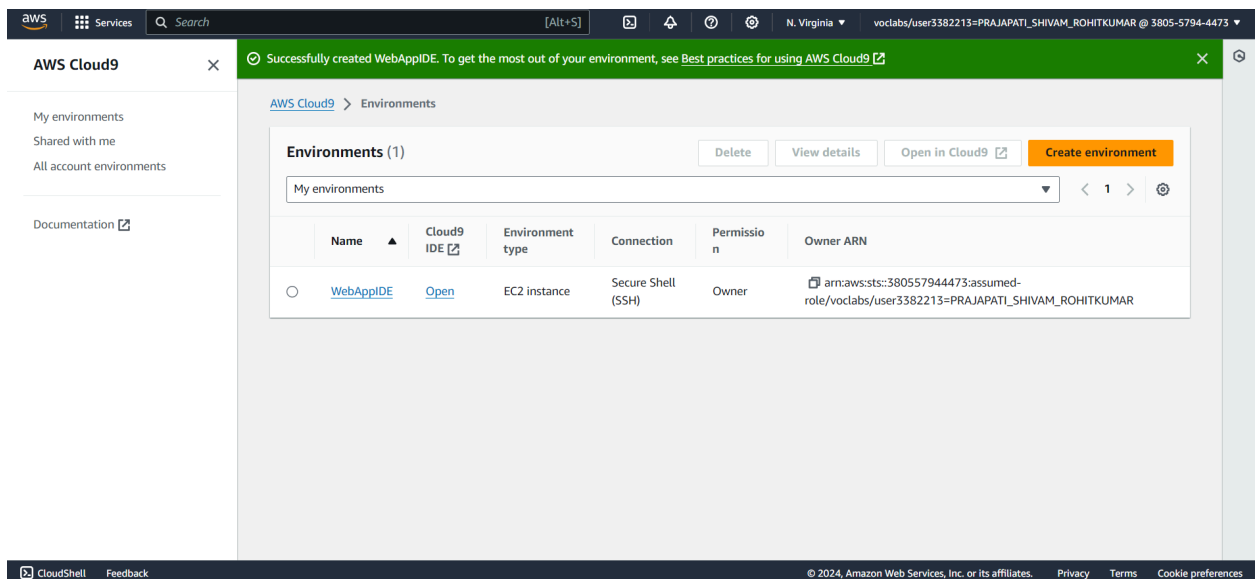 aws
Services
Search
[Alt+S]
N. Virginia
voclabs/user3382213=PRAJAPATI_SHIVAM_ROHITKUMAR @ 3805-5794-4473
AWS Cloud9
My environments
Shared with me
All account environments
Documentation
Successfully created WebAppIDE. To get the most out of your environment, see Best practices for using AWS Cloud9
AWS Cloud9 > Environments
Environments (1)
Delete
View details
Open in Cloud9
Create environment
My environments
1
Name
Cloud9
IDE
Environment
type
Connection
Permissio
n
Owner ARN
WebAppIDE
Open
EC2 instance
Secure Shell
(SSH)
Owner
arn:aws:sts::380557944473:assumed-
role/voclabs/user3382213=PRAJAPATI_SHIVAM_ROHITKUMAR
CloudShell
Feedback
© 2024, Amazon Web Services, Inc. or its affiliates.
Privacy
Terms
Cookie preferences